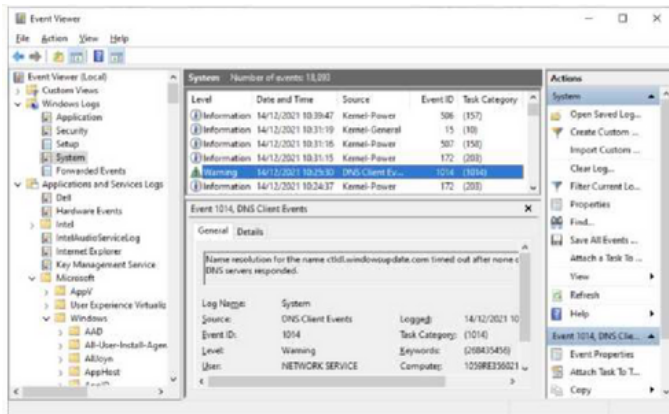 Event Viewer
File Action View Help
Event Viewer (Local)
Custom Views
Windows Logs
Application
Security
Setup
System
Forwarded Events
Applications and Services Logs
Dell
Hardware Events
Intel
IntelAudioServiceLog
Internet Explorer
Key Management Service
Microsoft
AppV
User Experience Virtualiz
Windows
AAD
All-User-Install-Agen
AllJoyn
AppHost
AppID
System Number of events: 18,093
Level Date and Time Source Event ID Task Category
Information 14/12/2021 10:39:47 Kernel-Power 506 (157)
Information 14/12/2021 10:31:19 Kernel-General 15 (10)
Information 14/12/2021 10:31:16 Kernel-Power 507 (158)
Information 14/12/2021 10:31:15 Kernel-Power 172 (203)
Warning 14/12/2021 10:29:30 DNS Client Ev... 1014 (1014)
Information 14/12/2021 10:24:37 Kernel-Power 172 (203)
Event 1014, DNS Client Events
General Details
Name resolution for the name ctldl.windowsupdate.com timed out after none o
DNS servers responded.
Log Name: System
Source: DNS Client Events Logged: 14/12/2021 10
Event ID: 1014 Task Category: (1014)
Level: Warning Keywords: (268435456)
User: NETWORK SERVICE Computer: 1059RE356021
Actions
System
Open Saved Log...
Create Custom ...
Import Custom ...
Clear Log...
Filter Current Lo...
Properties
Find...
Save All Events ...
Attach a Task To ...
View
Refresh
Help
Event 1014, DNS Clie...
Event Properties
Attach Task To T...
Copy